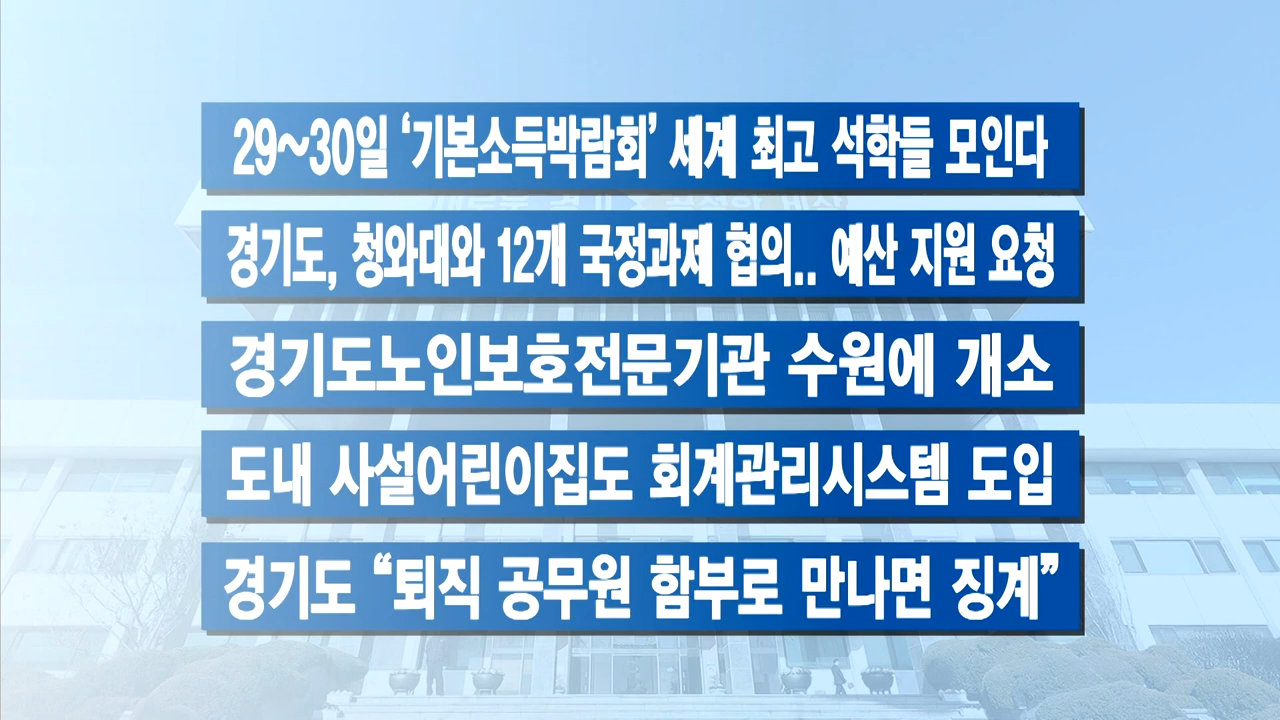 29~30일 ‘기본소득박람회’ 세계 최고 석학들 모인다
경기도, 청와대와 12개 국정과제 협의.. 예산 지원 요청
경기도노인보호전문기관 수원에 개소
도내 사설어린이집도 회계관리시스템 도입
경기도 “퇴직 공무원 함부로 만나면 징계”